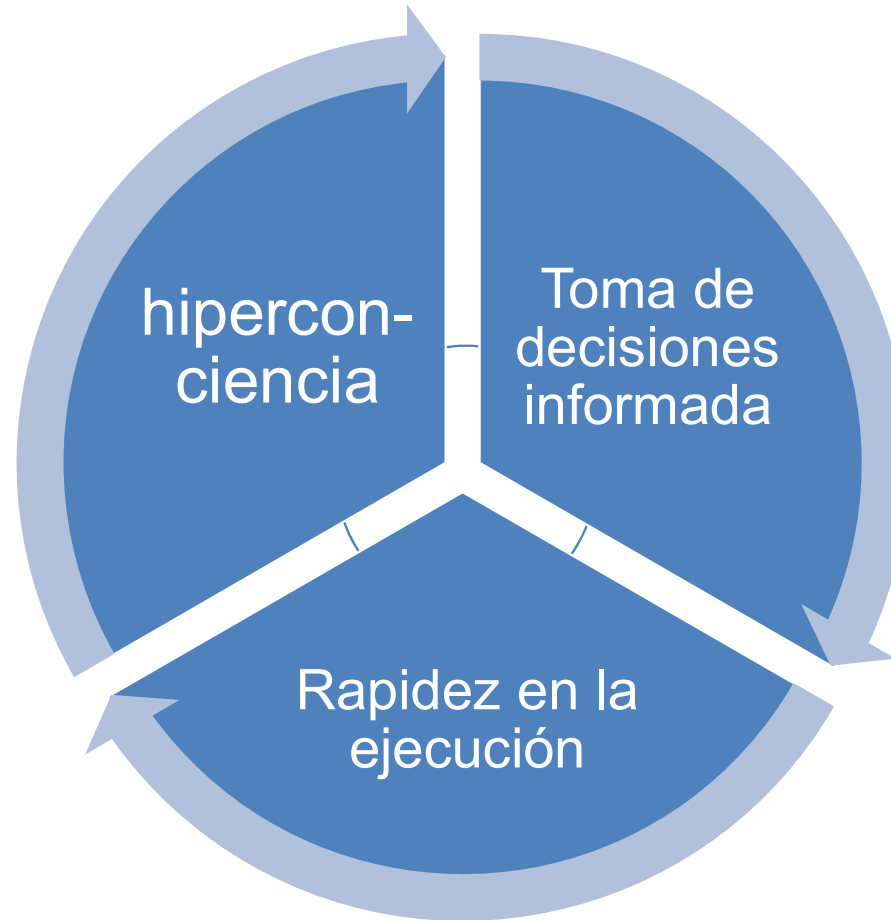 hipercon-
ciencia
Toma de
decisiones
informada
Rapidez en la
ejecución